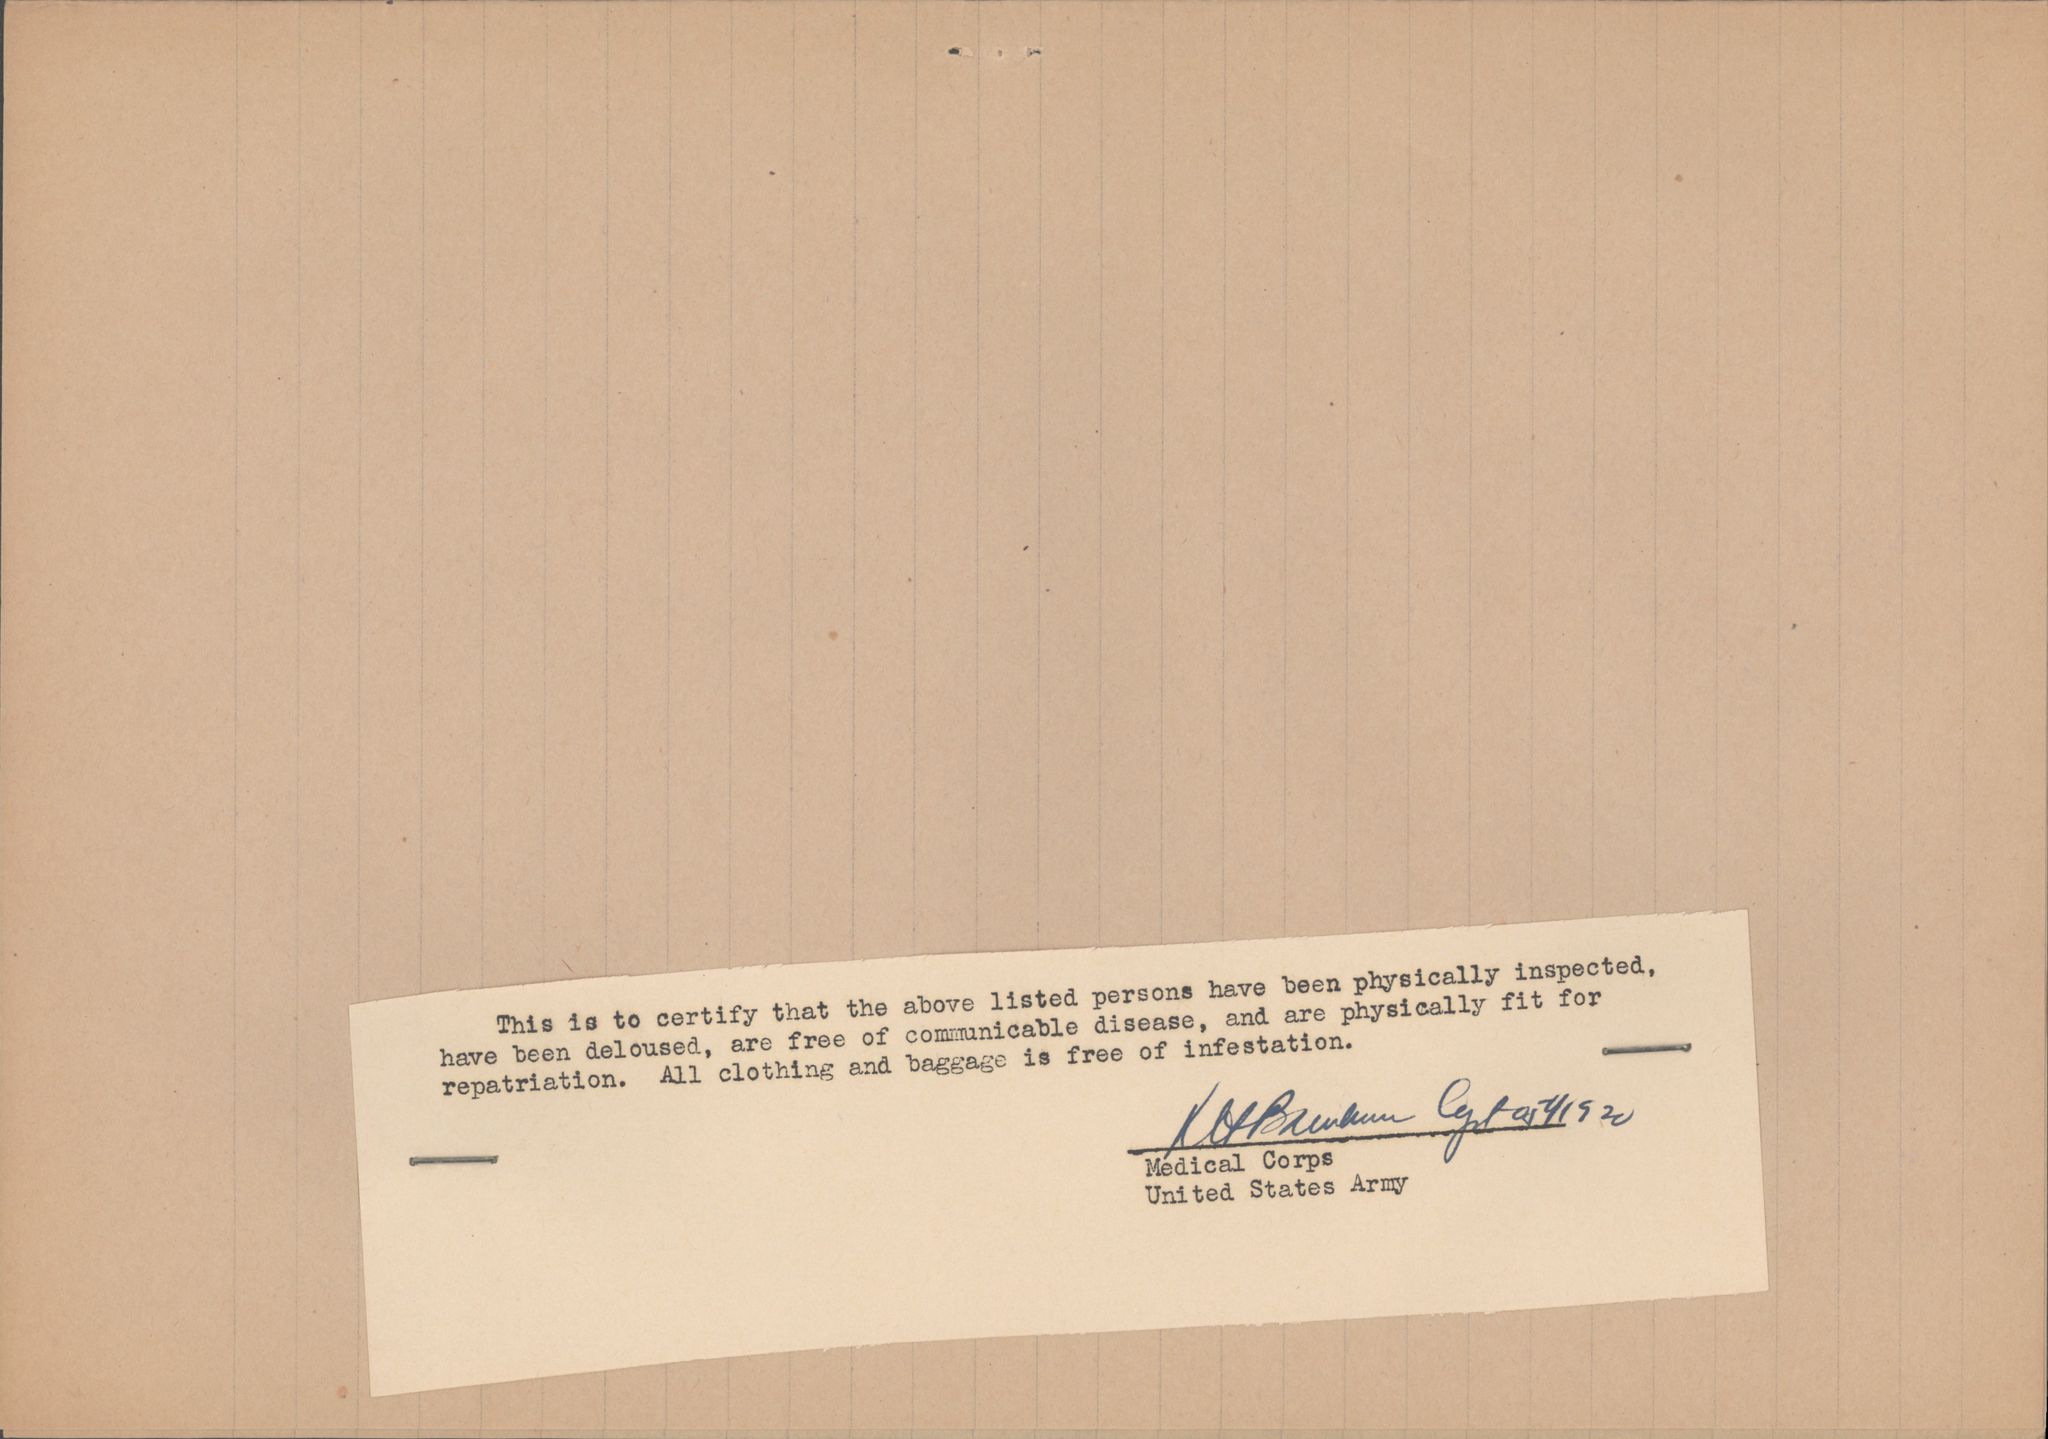 This is to certify that the above listed persons have been physically inspected,
have been deloused, are free of communicable disease, and are physically fit for
repatriation. All clothing and baggage is free of infestation.
Capt
Medical Corps
United States Army